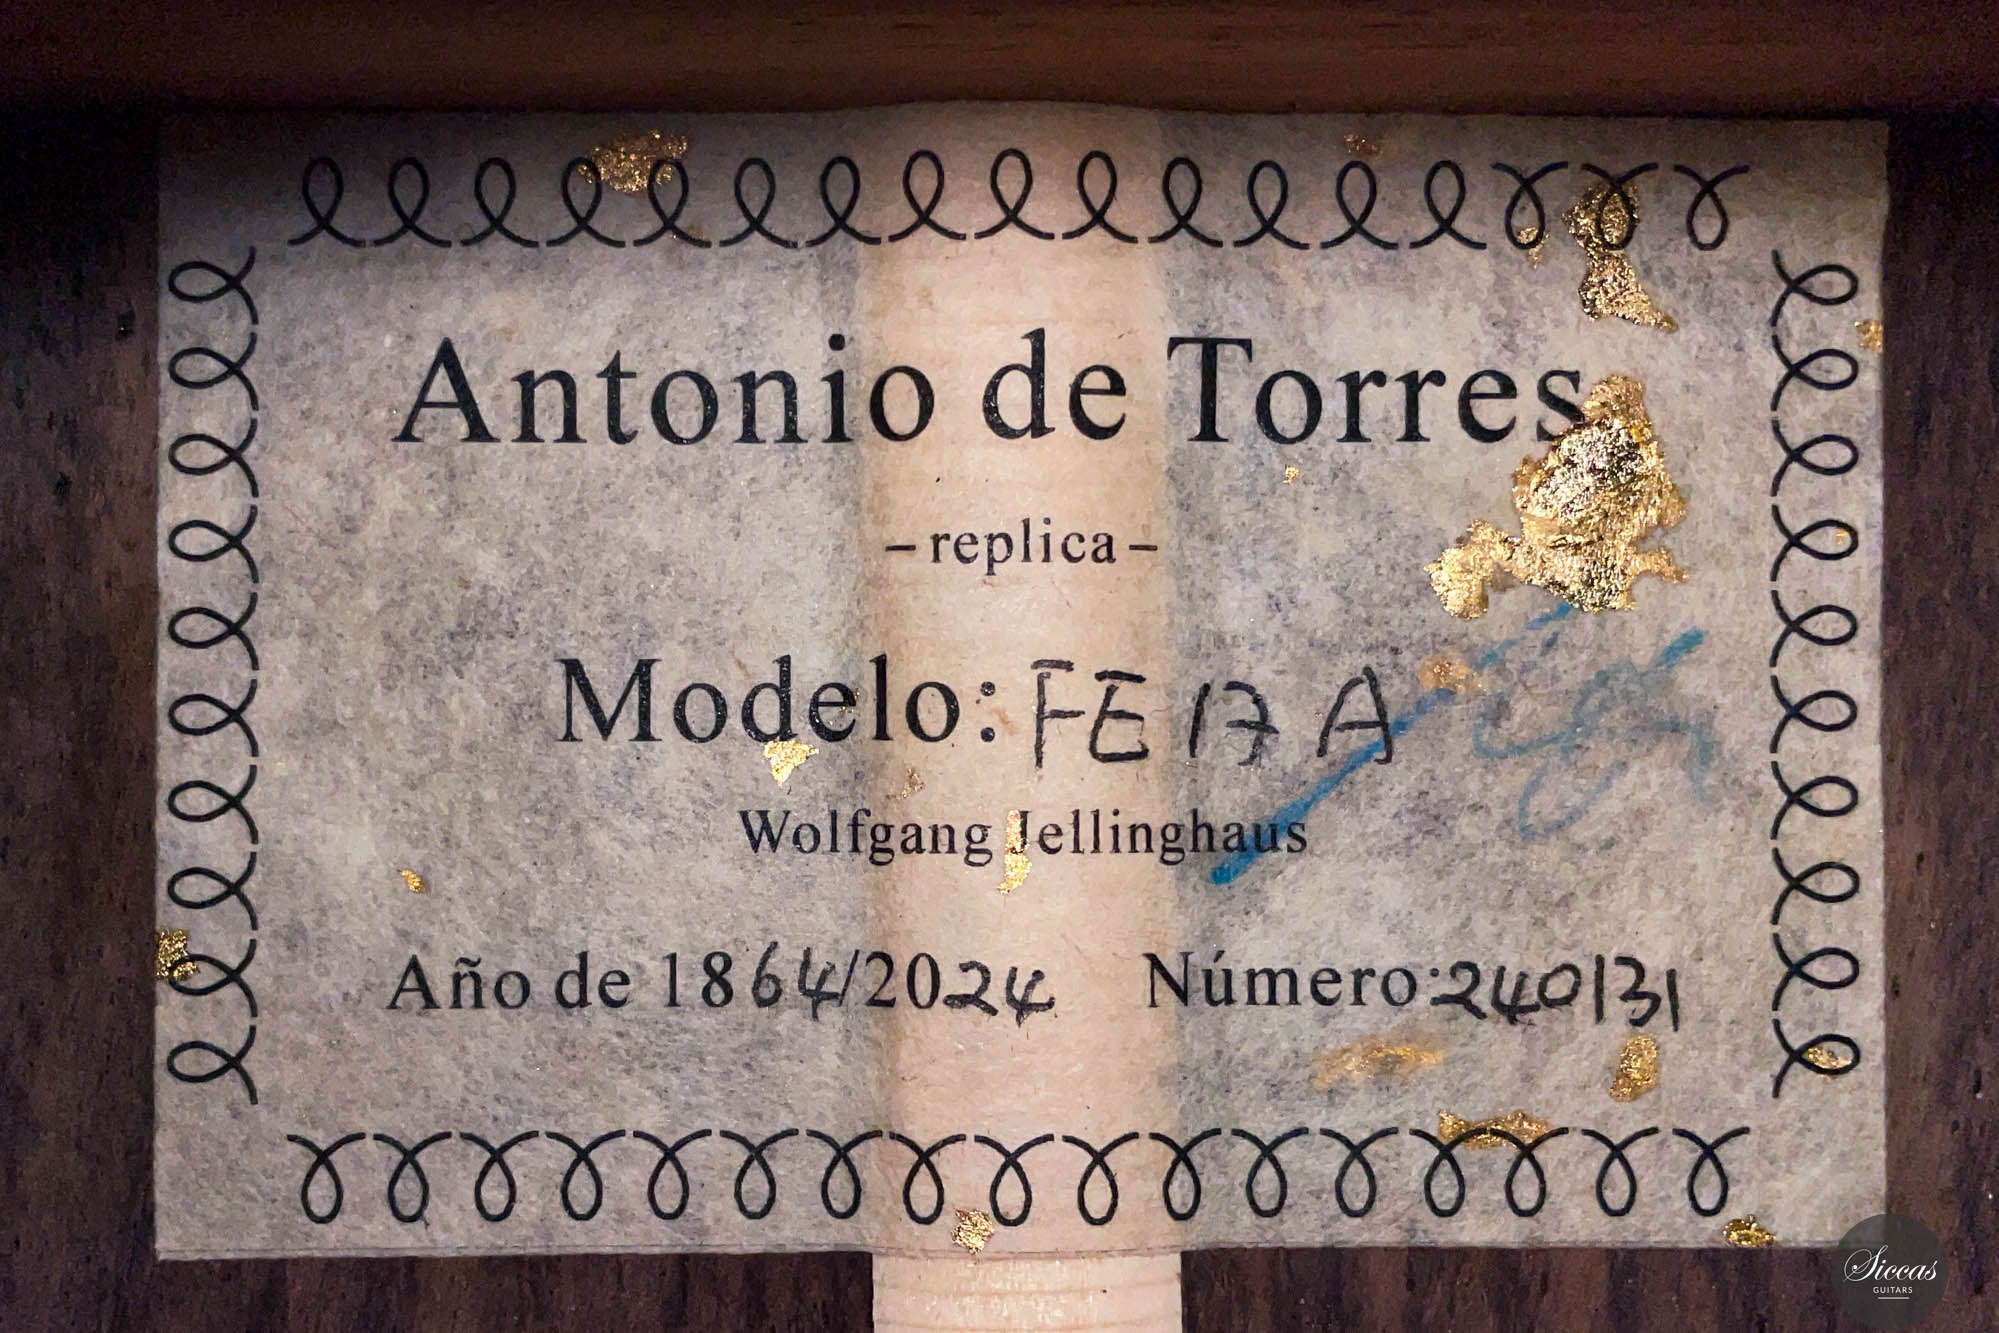 Antonio de Torres
– replica –
Modelo: FE 17 A
Wolfgang Jellinghaus
Año de 1864/2024 Número: 240131
Siccas
GUITARS